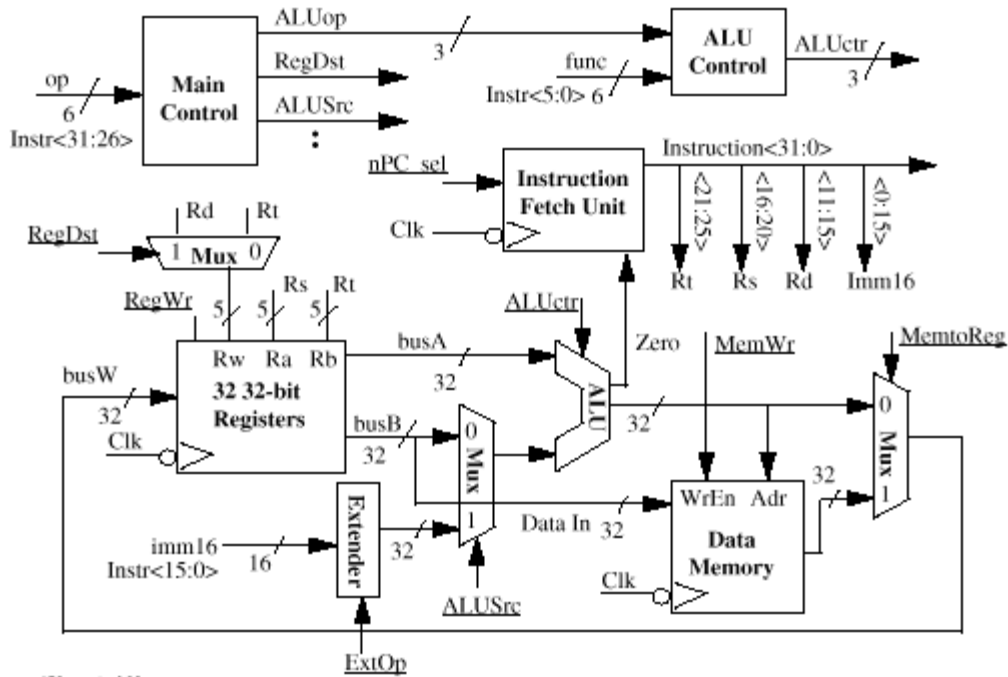 ALUop
3
op
6
Instr<31:26>
Main
Control
RegDst
ALUSrc
:
func
Instr<5:0> 6
ALU
Control
ALUctr
3
nPC_sel
Clk
Instruction
Fetch Unit
Instruction<31:0>
<21:25>
<16:20>
<11:15>
<0:15>
Rt
Rs
Rd
Imm16
Rd
Rt
RegDst
1 Mux 0
RegWr
5
5
5
Rs
Rt
Rw Ra Rb
32 32-bit
Registers
busW
32
Clk
busA
32
busB
32
ALUctr
ALU
Zero
32
0
Mux
1
ALUSrc
imm16
Instr<15:0>
16
Extender
32
ExtOp
Data In
32
MemWr
WrEn Adr
Data
Memory
Clk
32
MemtoReg
0
Mux
1